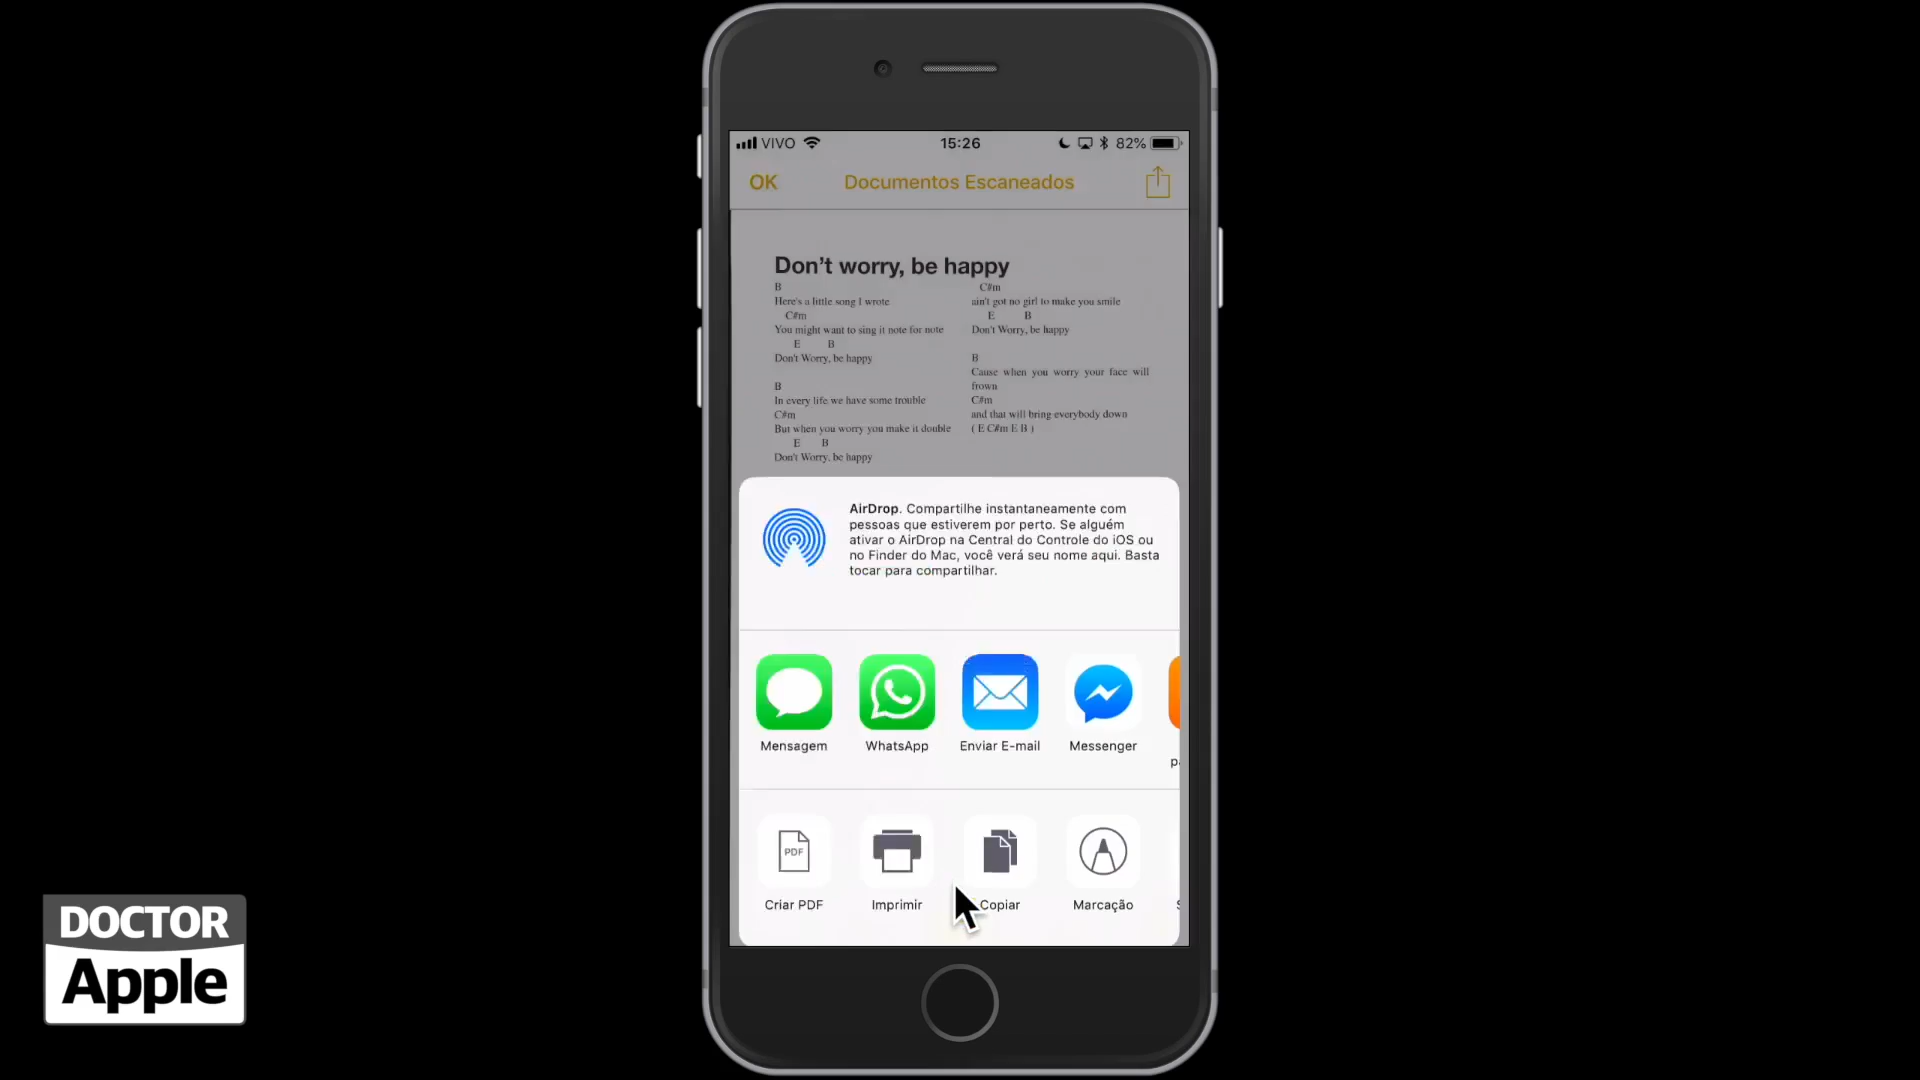 VIVO
15:26
82%
OK
Documentos Escaneados
Don't worry, be happy
B
Here's a little song I wrote
C#m
You might want to sing it note for note
E B
Don't Worry, be happy
B
In every life we have some trouble
C#m
But when you worry you make it double
E B
Don't Worry, be happy
C#m
ain't got no girl to make you smile
E B
Don't Worry, be happy
B
Cause when you worry your face will
frown
C#m
and that will bring everybody down
( E C#m E B )
AirDrop. Compartilhe instantaneamente com
pessoas que estiverem por perto. Se alguém
ativar o AirDrop na Central do Controle do iOS ou
no Finder do Mac, você verá seu nome aqui. Basta
tocar para compartilhar.
Mensagem
WhatsApp
Enviar E-mail
Messenger
PDF
Criar PDF
Imprimir
Copiar
Marcação
DOCTOR
Apple